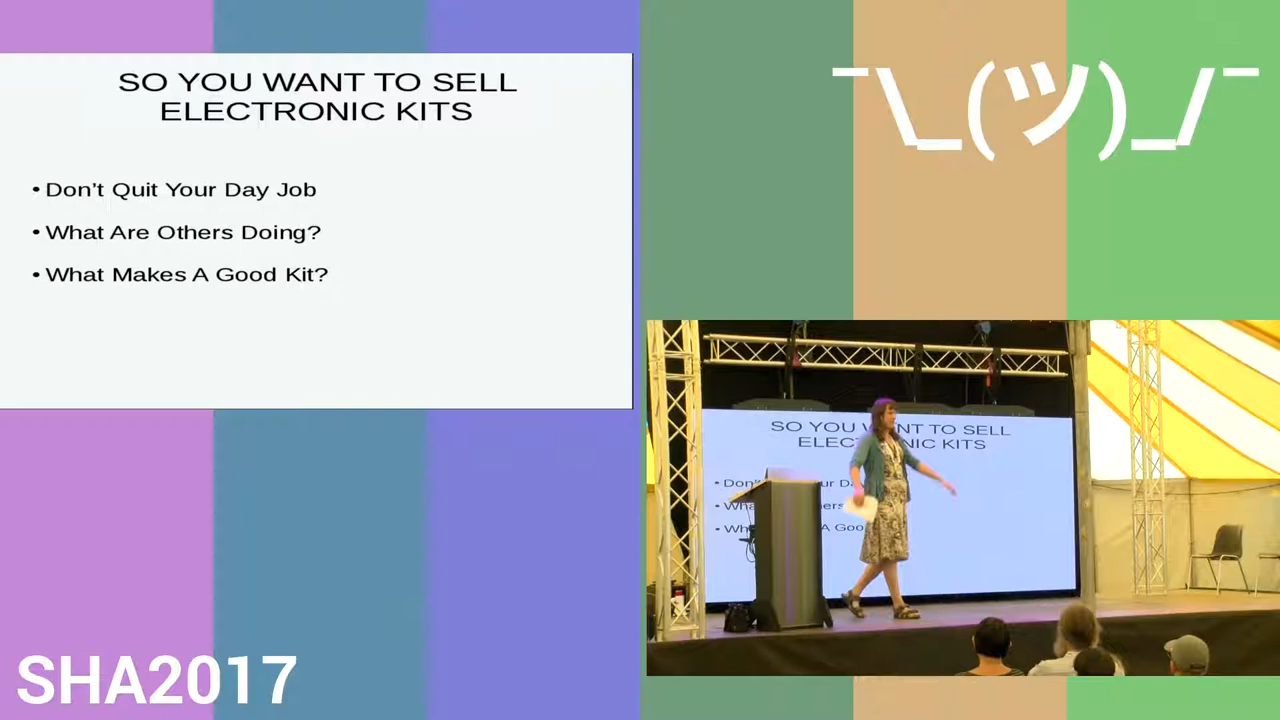 SO YOU WANT TO SELL
ELECTRONIC KITS
• Don't Quit Your Day Job
• What Are Others Doing?
• What Makes A Good Kit?
¯\_(ツ)_/¯
SO YOU WANT TO SELL
KITS
SHA2017